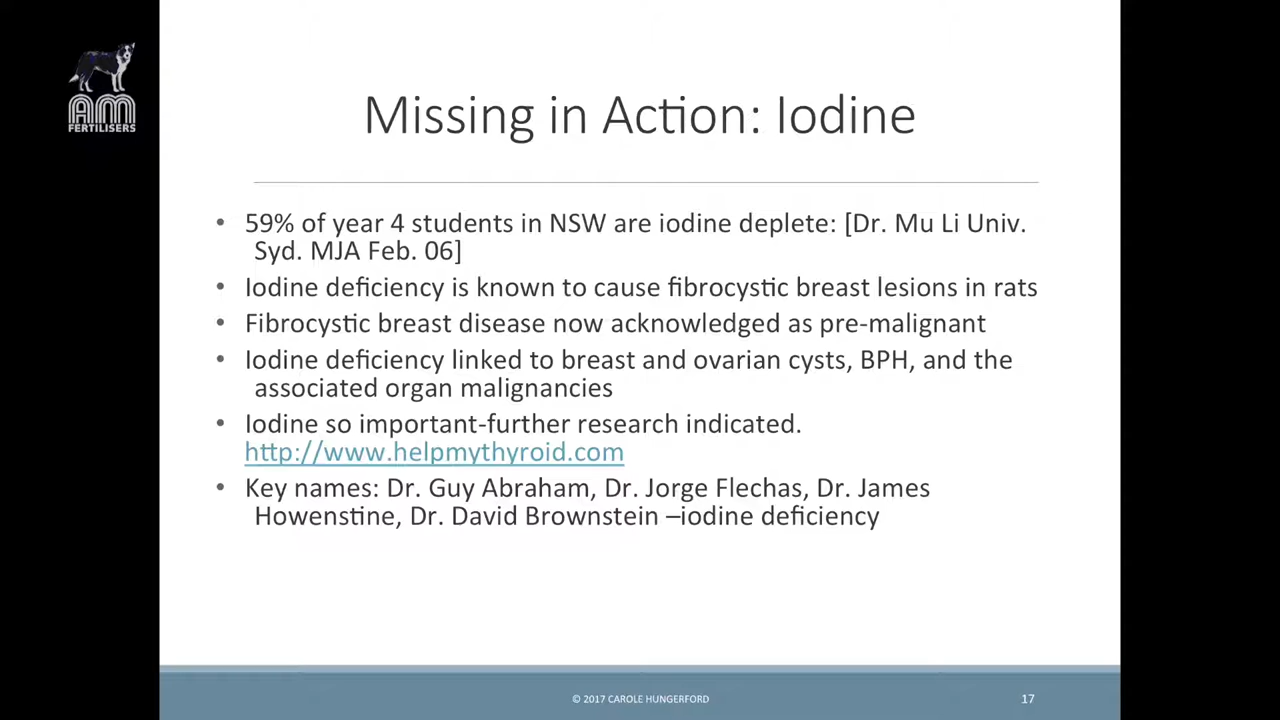 AM
FERTILISERS
Missing in Action: Iodine
• 59% of year 4 students in NSW are iodine deplete: [Dr. Mu Li Univ.
Syd. MJA Feb. 06]
• Iodine deficiency is known to cause fibrocystic breast lesions in rats
• Fibrocystic breast disease now acknowledged as pre-malignant
• Iodine deficiency linked to breast and ovarian cysts, BPH, and the
associated organ malignancies
• Iodine so important-further research indicated.
http://www.helpmythyroid.com
• Key names: Dr. Guy Abraham, Dr. Jorge Flechas, Dr. James
Howenstine, Dr. David Brownstein –iodine deficiency
© 2017 CAROLE HUNGERFORD
17